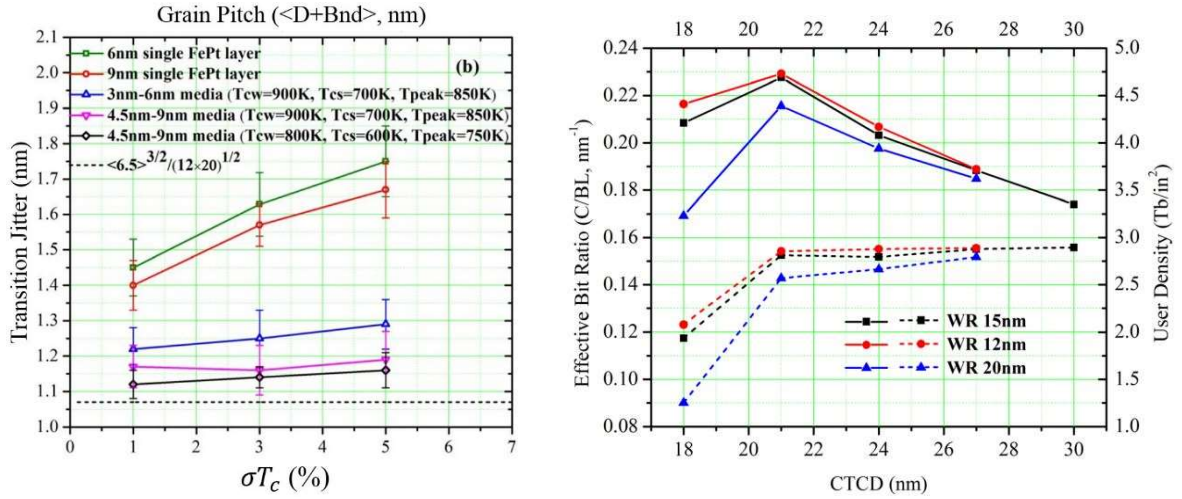 Grain Pitch (<D+Bnd>, nm)
2.1
2.0
1.9
1.8
1.7
1.6
1.5
1.4
1.3
1.2
1.1
1.0
Transition Jitter (nm)
6nm single FePt layer
(b)
9nm single FePt layer
3nm-6nm media (Tcw=900K, Tcs=700K, Tpeak=850K)
4.5nm-9nm media (Tcw=900K, Tcs=700K, Tpeak=850K)
4.5nm-9nm media (Tcw=800K, Tcs=600K, Tpeak=750K)
<6.5>^3/2/(12×20)^1/2
0 1 2 3 4 5 6 7
σT_c (%)
18 20 22 24 26 28 30
0.24
0.22
0.20
0.18
0.16
0.14
0.12
0.10
0.08
Effective Bit Ratio (C/BL, nm⁻¹)
WR 15nm
WR 12nm
WR 20nm
5.0
4.5
4.0
3.5
3.0
2.5
2.0
1.5
1.0
User Density (Tb/in²)
18 20 22 24 26 28 30
CTCD (nm)